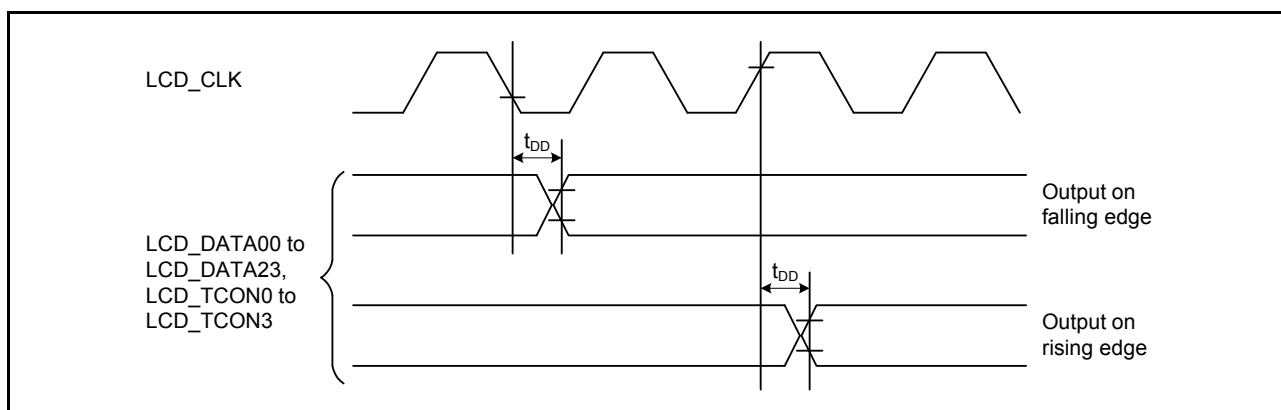 LCD_CLK
tDD
Output on
falling edge
LCD_DATA00 to
LCD_DATA23,
LCD_TCON0 to
LCD_TCON3
tDD
Output on
rising edge